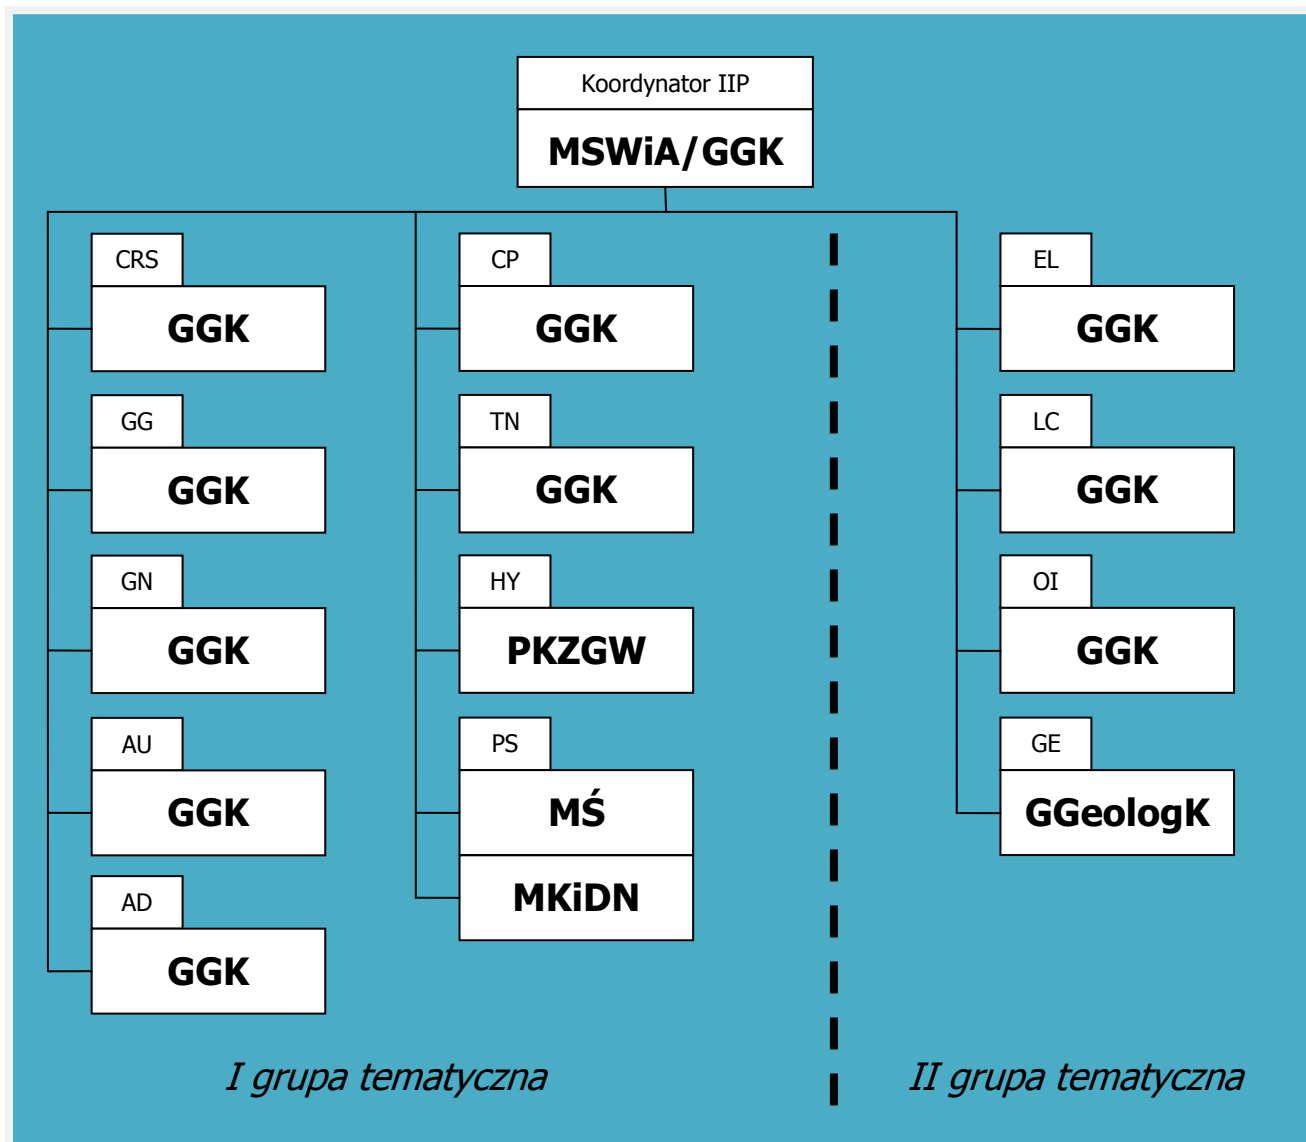 Koordynator IIP
MSWiA/GGK
CRS
GGK
GG
GGK
GN
GGK
AU
GGK
AD
GGK
CP
GGK
TN
GGK
HY
PKZGW
PS
MŚ
MKiDN
I grupa tematyczna
EL
GGK
LC
GGK
OI
GGK
GE
GGeologK
II grupa tematyczna